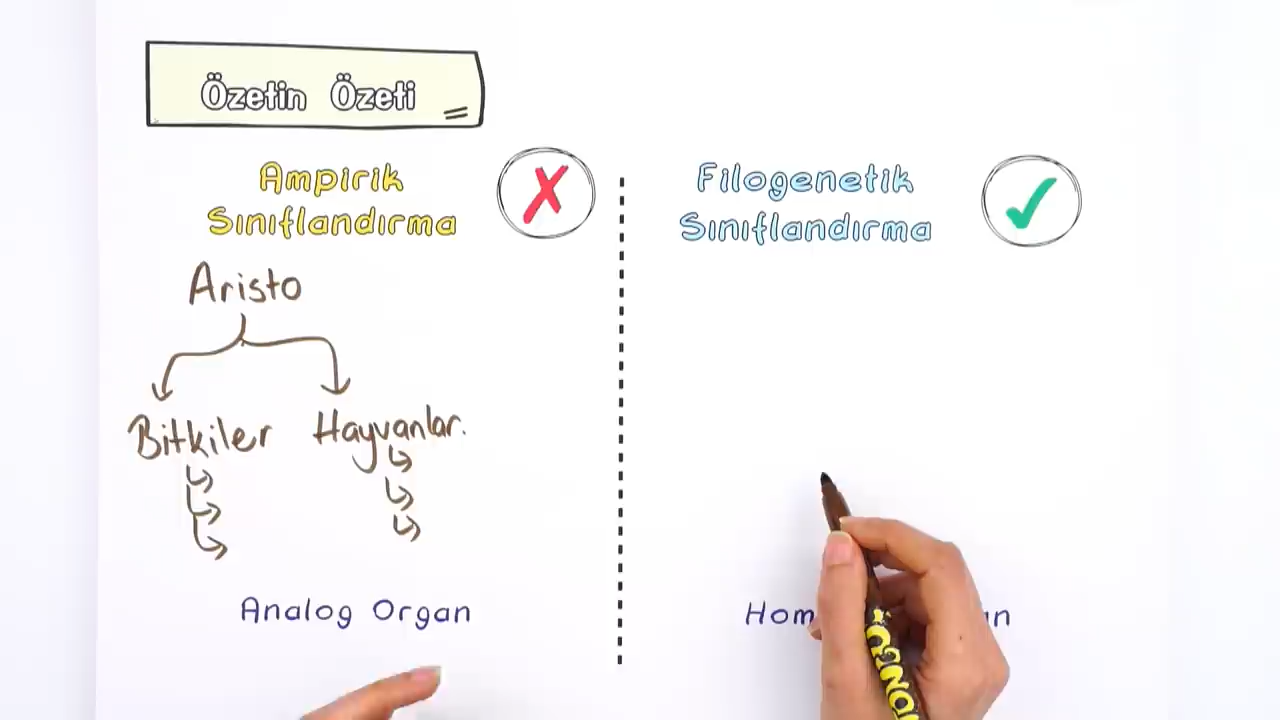 Özetin Özeti
Ampirik
Sınıflandırma
Filogenetik
Sınıflandırma
Aristo
Bitkiler
Hayvanlar.
Analog Organ